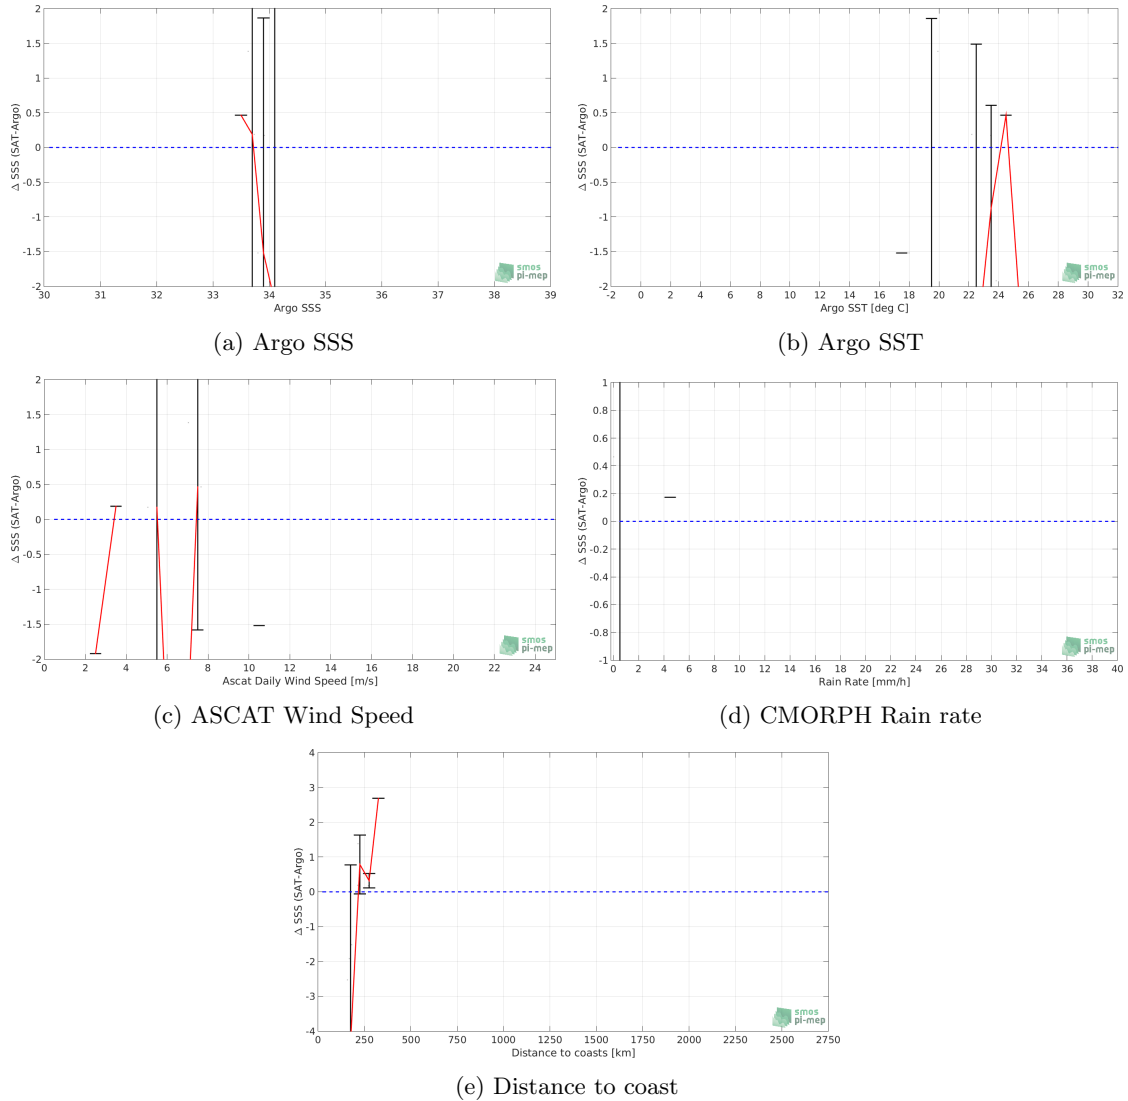 2
1.5
1
0.5
0
-0.5
-1
-1.5
-2
Δ SSS (SAT-Argo)
30 31 32 33 34 35 36 37 38 39
Argo SSS
smos
pi-mep
(a) Argo SSS
2
1.5
1
0.5
0
-0.5
-1
-1.5
-2
Δ SSS (SAT-Argo)
-2 0 2 4 6 8 10 12 14 16 18 20 22 24 26 28 30 32
Argo SST [deg C]
smos
pi-mep
(b) Argo SST
2
1.5
1
0.5
0
-0.5
-1
-1.5
-2
Δ SSS (SAT-Argo)
0 2 4 6 8 10 12 14 16 18 20 22 24
Ascat Daily Wind Speed [m/s]
smos
pi-mep
(c) ASCAT Wind Speed
1
0.8
0.6
0.4
0.2
0
-0.2
-0.4
-0.6
-0.8
-1
Δ SSS (SAT-Argo)
0 2 4 6 8 10 12 14 16 18 20 22 24 26 28 30 32 34 36 38 40
Rain Rate [mm/h]
smos
pi-mep
(d) CMORPH Rain rate
4
3
2
1
0
-1
-2
-3
-4
Δ SSS (SAT-Argo)
0 250 500 750 1000 1250 1500 1750 2000 2250 2500 2750
Distance to coasts [km]
smos
pi-mep
(e) Distance to coast